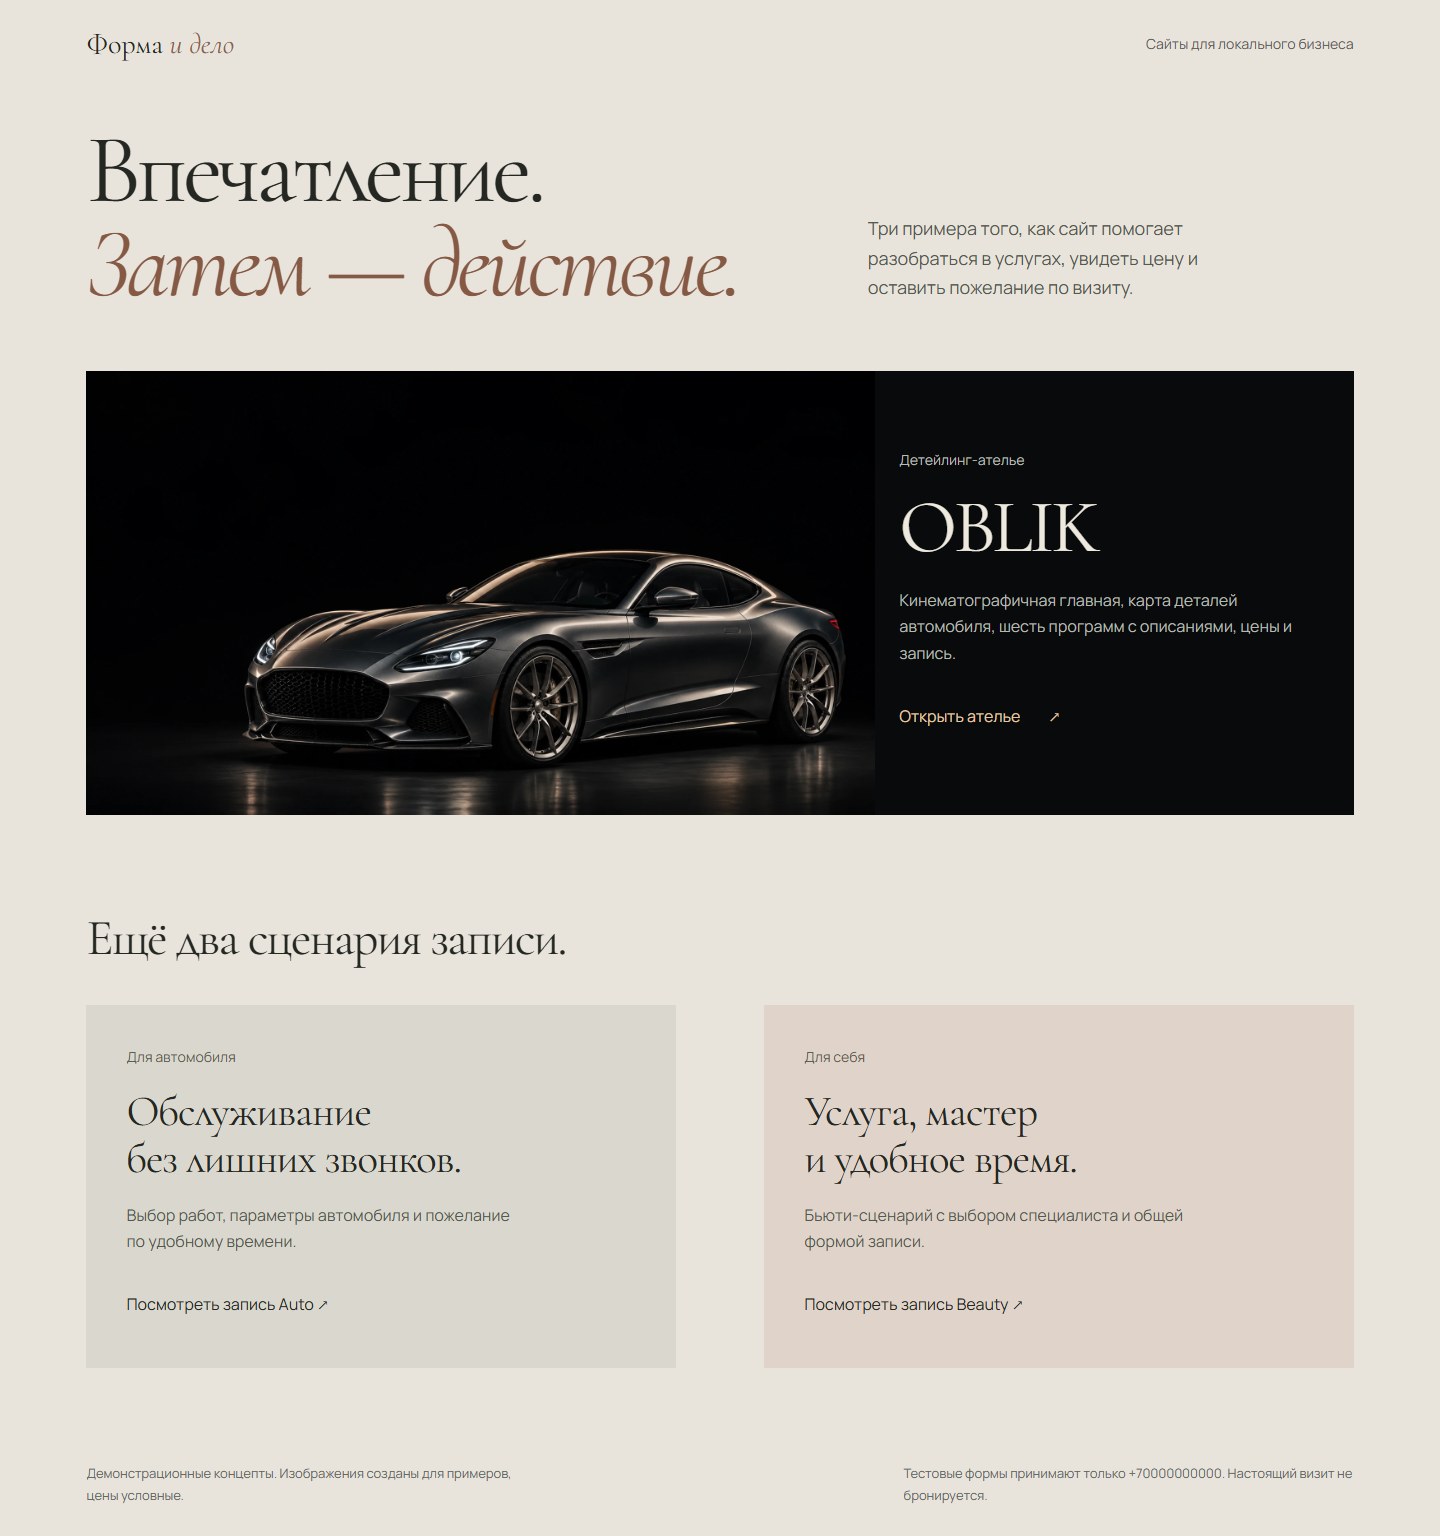 Форма и дело
Сайты для локального бизнеса
Впечатление.
Затем — действие.
Три примера того, как сайт помогает
разобраться в услугах, увидеть цену и
оставить пожелание по визиту.
Детейлинг-ателье
OBLIK
Кинематографичная главная, карта деталей
автомобиля, шесть программ с описаниями, цены и
запись.
Открыть ателье ↗
Ещё два сценария записи.
Для автомобиля
Обслуживание
без лишних звонков.
Выбор работ, параметры автомобиля и пожелание
по удобному времени.
Посмотреть запись Auto ↗
Для себя
Услуга, мастер
и удобное время.
Бьюти-сценарий с выбором специалиста и общей
формой записи.
Посмотреть запись Beauty ↗
Демонстрационные концепты. Изображения созданы для примеров,
цены условные.
Тестовые формы принимают только +70000000000. Настоящий визит не
бронируется.